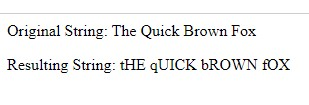 Original String: The Quick Brown Fox
Resulting String: tHE qUICK bROWN fOX